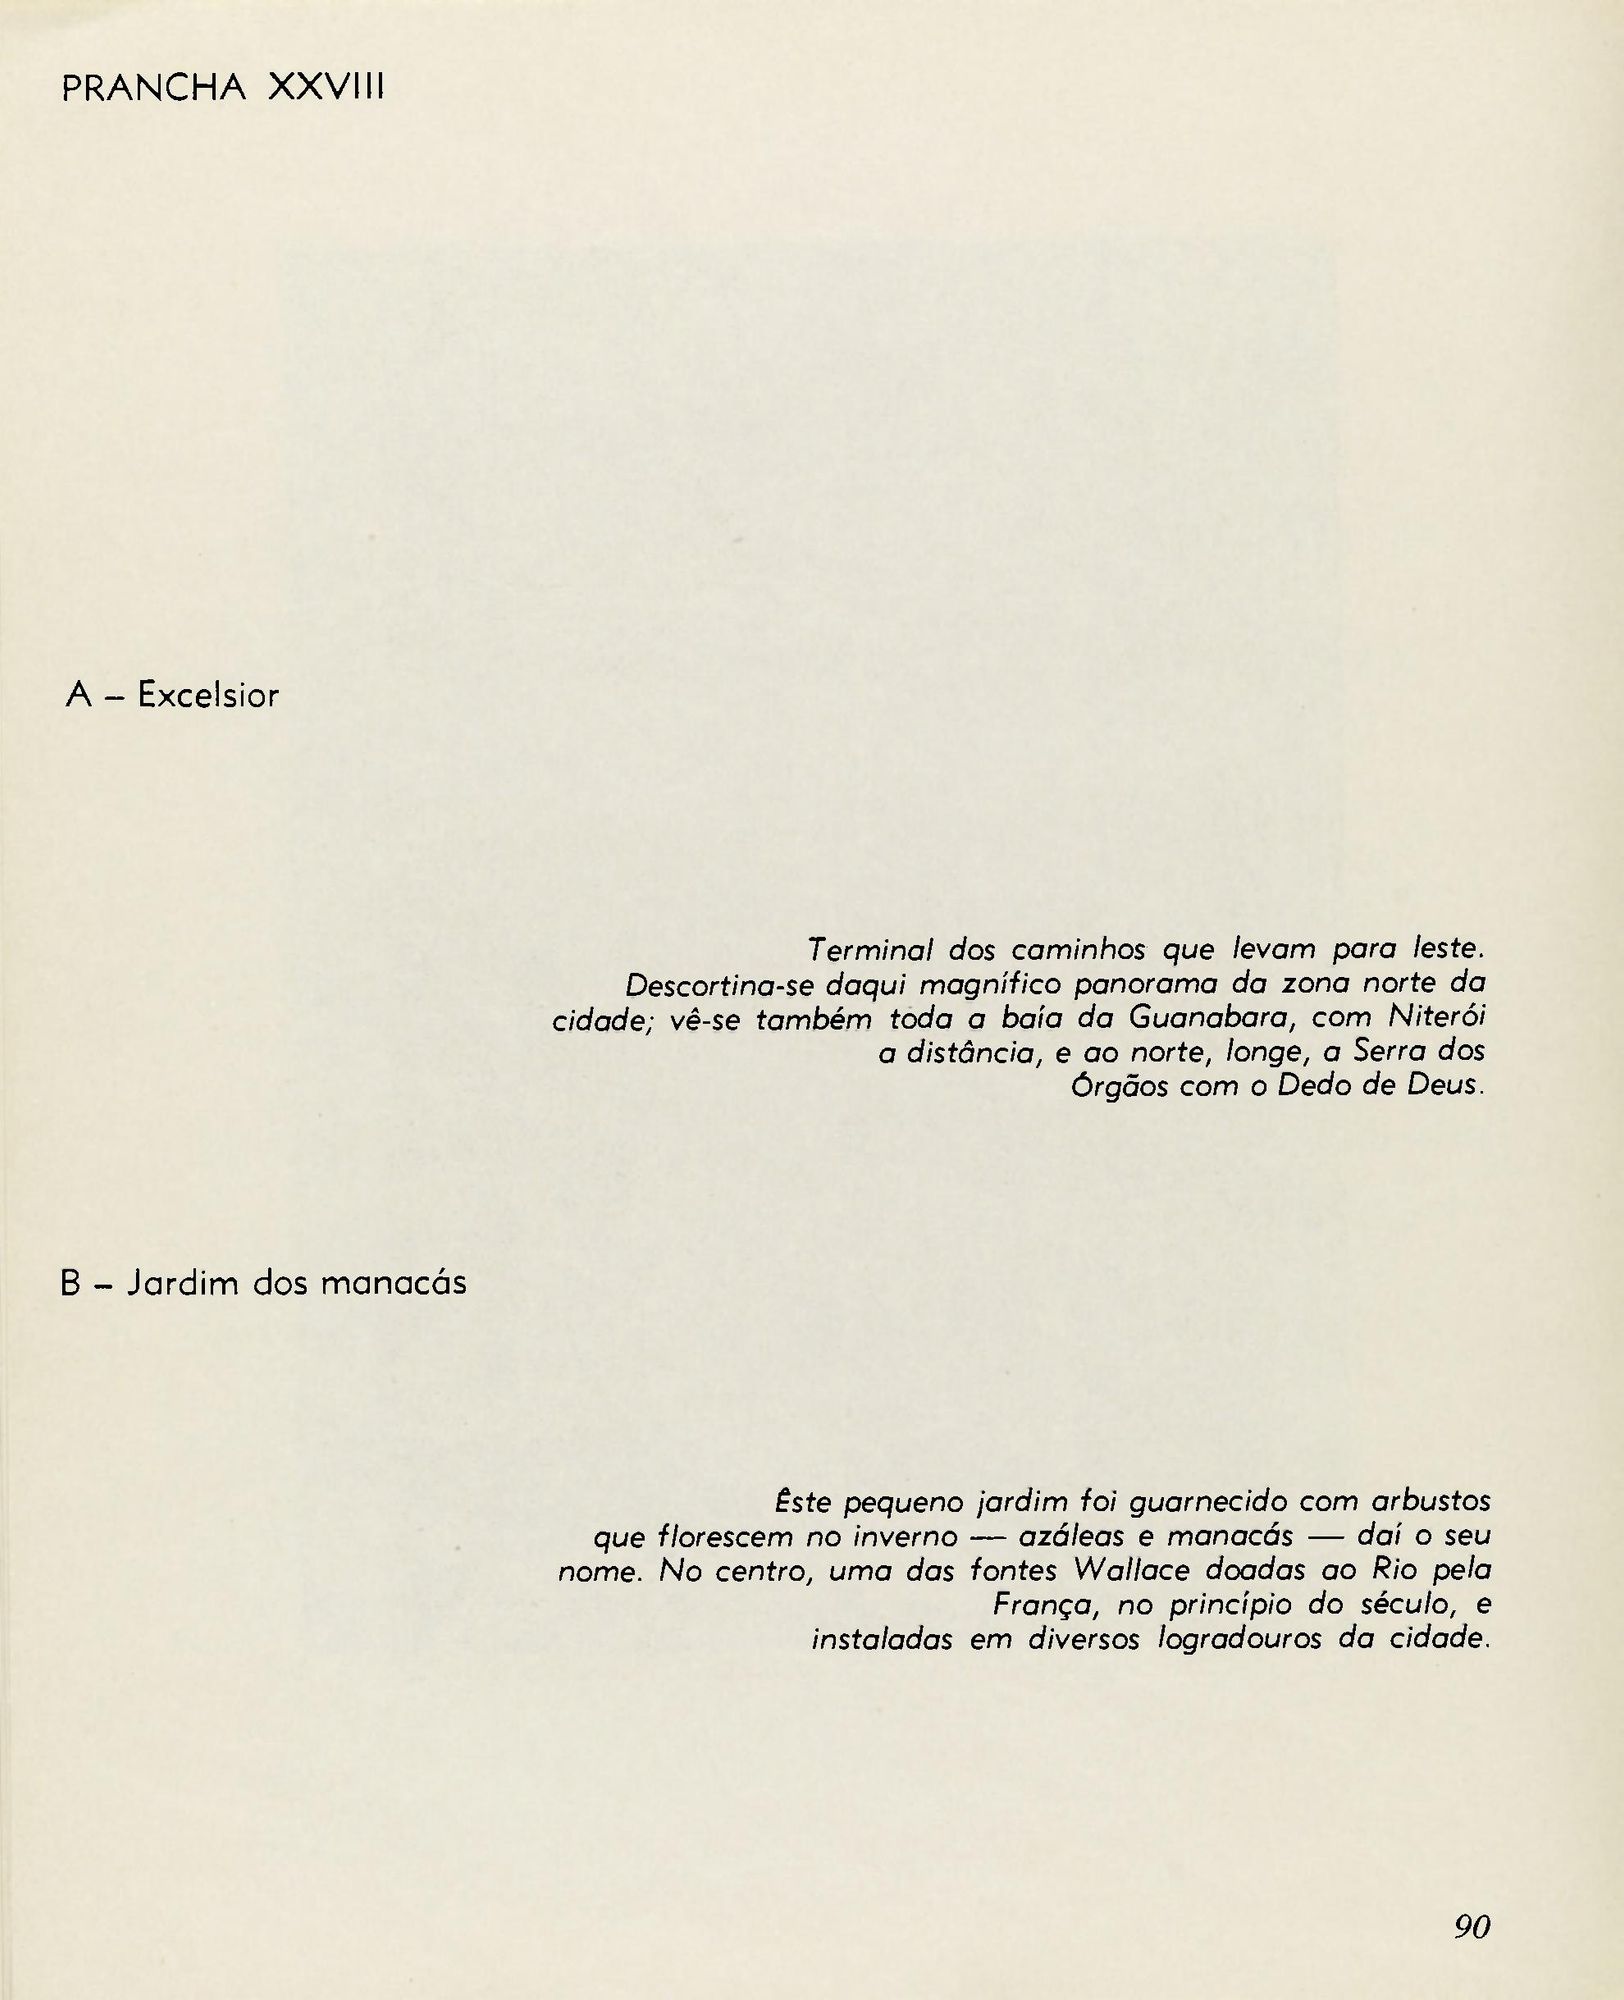 PRANCHA XXVIII
A – Excelsior
Terminal dos caminhos que levam para leste.
Descortina-se daqui magnífico panorama da zona norte da
cidade; vê-se também tôda a baía da Guanabara, com Niterói
a distância, e ao norte, longe, a Serra dos
Órgãos com o Dedo de Deus.
B – Jardim dos manacás
Êste pequeno jardim foi guarnecido com arbustos
que florescem no inverno — azáleas e manacás — daí o seu
nome. No centro, uma das fontes Wallace doadas ao Rio pela
França, no princípio do século, e
instaladas em diversos logradouros da cidade.
90